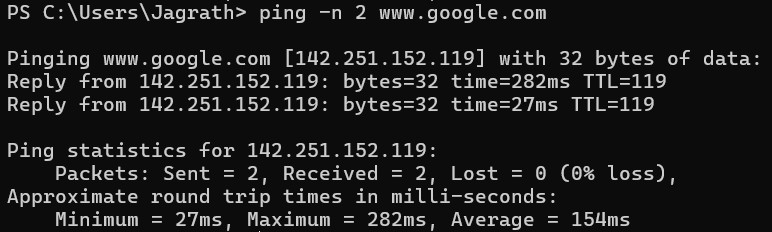 PS C:\Users\Jagrath> ping -n 2 www.google.com
Pinging www.google.com [142.251.152.119] with 32 bytes of data:
Reply from 142.251.152.119: bytes=32 time=282ms TTL=119
Reply from 142.251.152.119: bytes=32 time=27ms TTL=119
Ping statistics for 142.251.152.119:
    Packets: Sent = 2, Received = 2, Lost = 0 (0% loss),
Approximate round trip times in milli-seconds:
    Minimum = 27ms, Maximum = 282ms, Average = 154ms